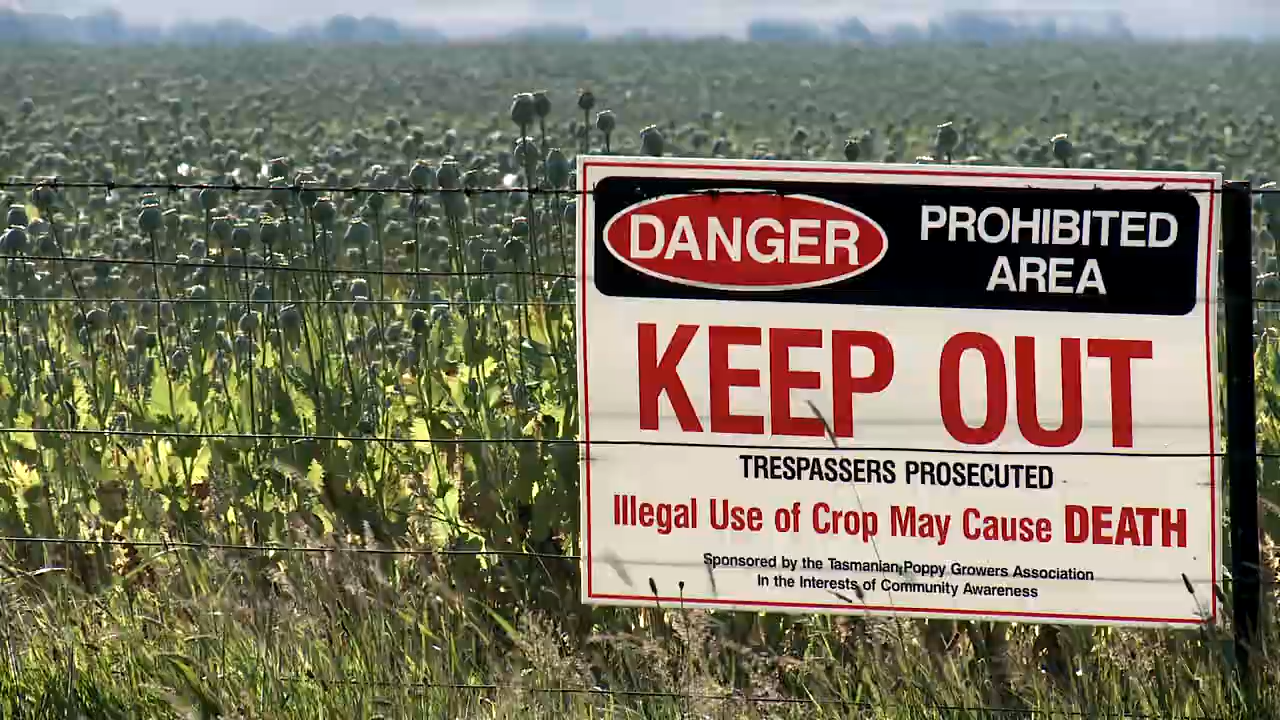 DANGER
PROHIBITED
AREA
KEEP OUT
TRESPASSERS PROSECUTED
Illegal Use of Crop May Cause DEATH
Sponsored by the Tasmanian Poppy Growers Association
In the Interests of Community Awareness